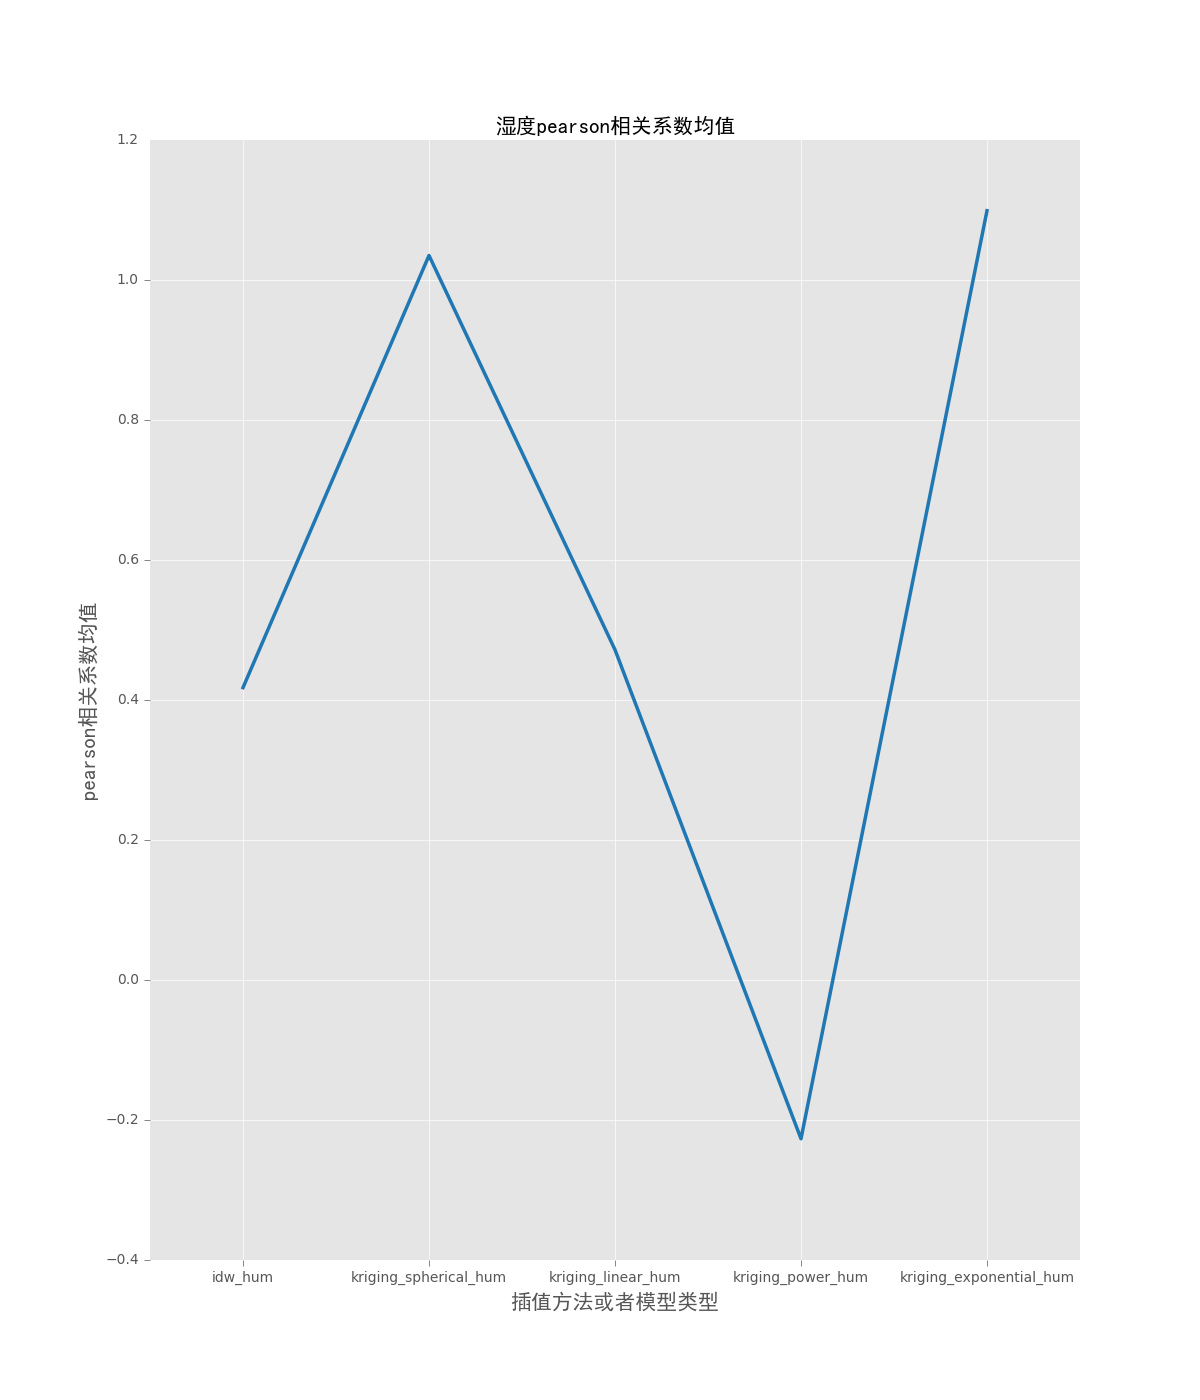 湿度pearson相关系数均值
1.2
1.0
0.8
0.6
0.4
0.2
0.0
−0.2
−0.4
pearson相关系数均值
idw_hum
kriging_spherical_hum
kriging_linear_hum
kriging_power_hum
kriging_exponential_hum
插值方法或者模型类型